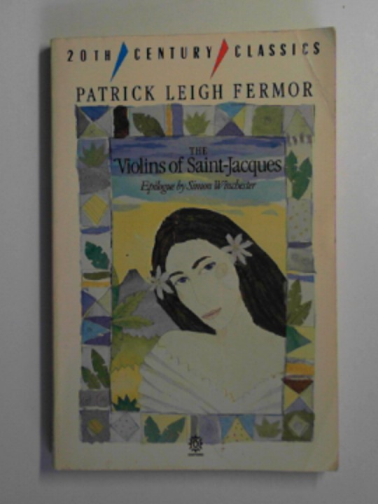 20TH CENTURY CLASSICS
PATRICK LEIGH FERMOR
THE
Violins of Saint-Jacques
Epilogue by Simon Winchester